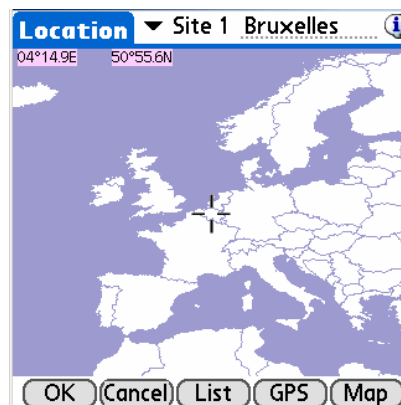 Location ▼ Site 1 Bruxelles i
04°14.9E 50°55.6N
OK Cancel List GPS Map